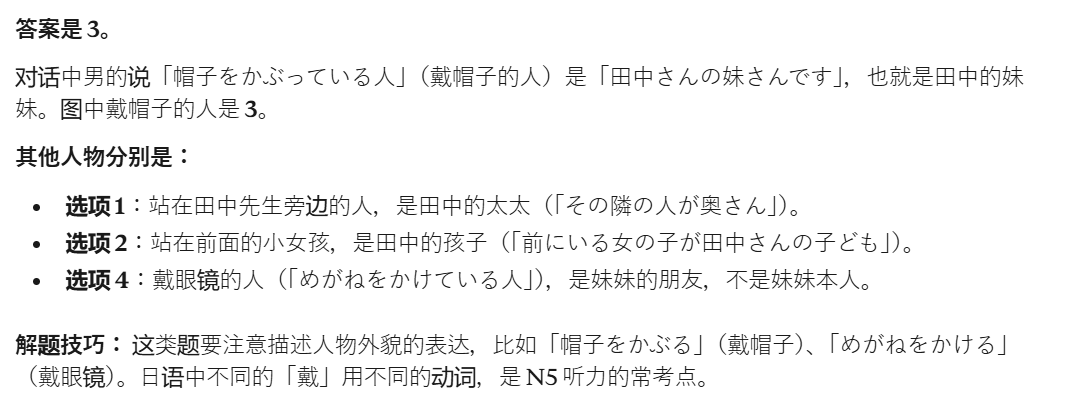 答案是 3。
对话中男的说「帽子をかぶっている人」（戴帽子的人）是「田中さんの妹さんです」，也就是田中的妹
妹。图中戴帽子的人是 3。
其他人物分别是：
• 选项 1：站在田中先生旁边的人，是田中的太太（「その隣の人が奥さん」）。
• 选项 2：站在前面的小女孩，是田中的孩子（「前にいる女の子が田中さんの子ども」）。
• 选项 4：戴眼镜的人（「めがねをかけている人」），是妹妹的朋友，不是妹妹本人。
解题技巧： 这类题要注意描述人物外貌的表达，比如「帽子をかぶる」（戴帽子）、「めがねをかける」
（戴眼镜）。日语中不同的「戴」用不同的动词，是 N5 听力的常考点。